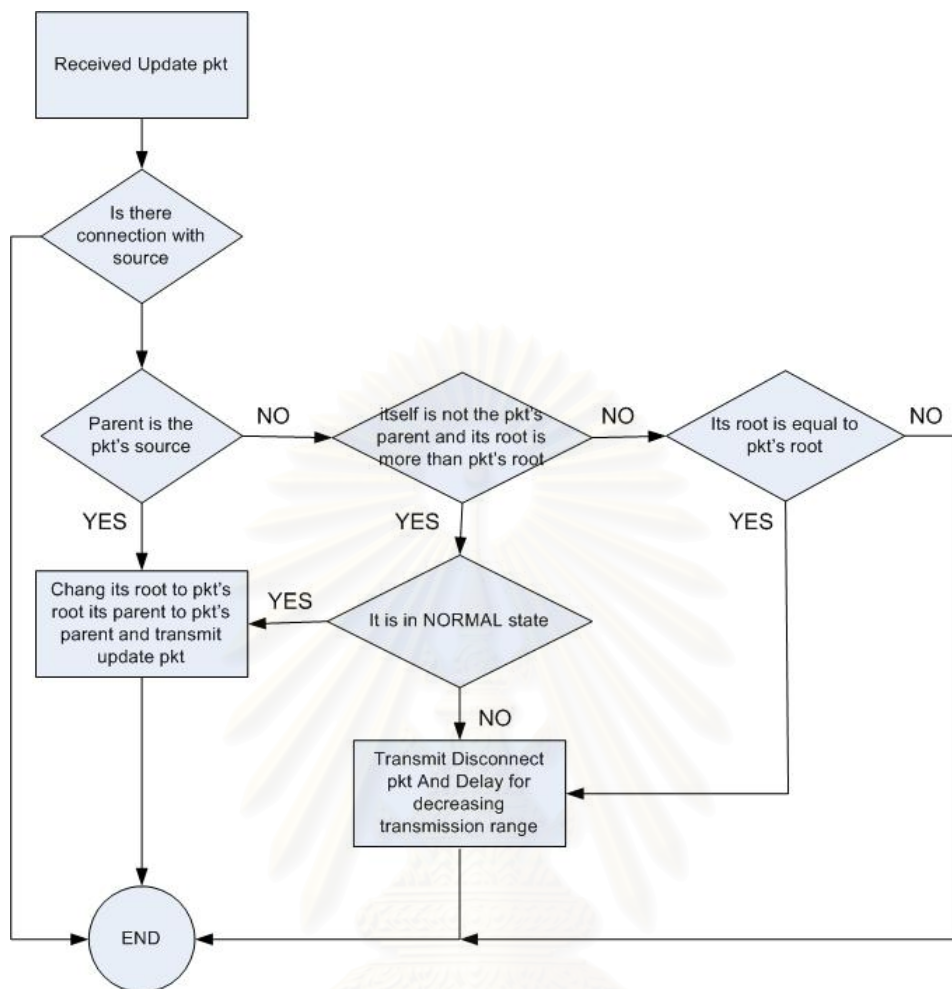 Received Update pkt
Is there
connection with
source
Parent is the
pkt's source
NO
itself is not the pkt's
parent and its root is
more than pkt's root
NO
Its root is equal to
pkt's root
NO
YES
YES
YES
Chang its root to pkt's
root its parent to pkt's
parent and transmit
update pkt
YES
It is in NORMAL state
NO
Transmit Disconnect
pkt And Delay for
decreasing
transmission range
END